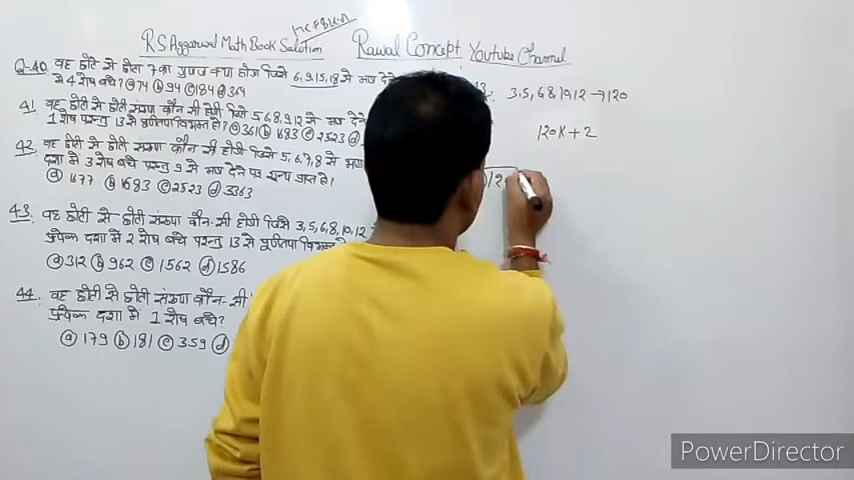 RS Aggarwal Math Book Solution
Rawal Concept Youtube Channel
Q-40. वह छोटी से छोटा 7 का गुणज क्या होगा जिसे 6, 9, 15, 18 से भाग देने
से 4 शेष बचे? ⓐ 74 ⓑ 94 ⓒ 184 ⓓ 364
41 वह छोटी से छोटी संख्या कौन सी होगी जिसे 5,6,8,9,12 से
1 शेष परन्तु 13 से पूर्णतया विभक्त हो? ⓐ 361 ⓑ 1683 ⓒ 2523 ⓓ
42. वह छोटी से छोटी संख्या कौन सी होगी जिसे 5,6,7,8 से भाग
दशा में 3 शेष बचे परन्तु 9 से भाग देने पर शून्य प्राप्त हो।
ⓐ 1677 ⓑ 1683 ⓒ 2523 ⓓ 3363
43. वह छोटी से छोटी संख्या कौन-सी होगी जिसे 3,5,6,8,10,12
प्रत्येक दशा में 2 शेष बचे परन्तु 13 से पूर्णतया
ⓐ 312 ⓑ 962 ⓒ 1562 ⓓ 1586
44. वह छोटी से छोटी संख्या कौन-सी
प्रत्येक दशा में 1 शेष बचे?
ⓐ 179 ⓑ 181 ⓒ 359 ⓓ
3,5,6,8,10,12 → 120
120K + 2
PowerDirector